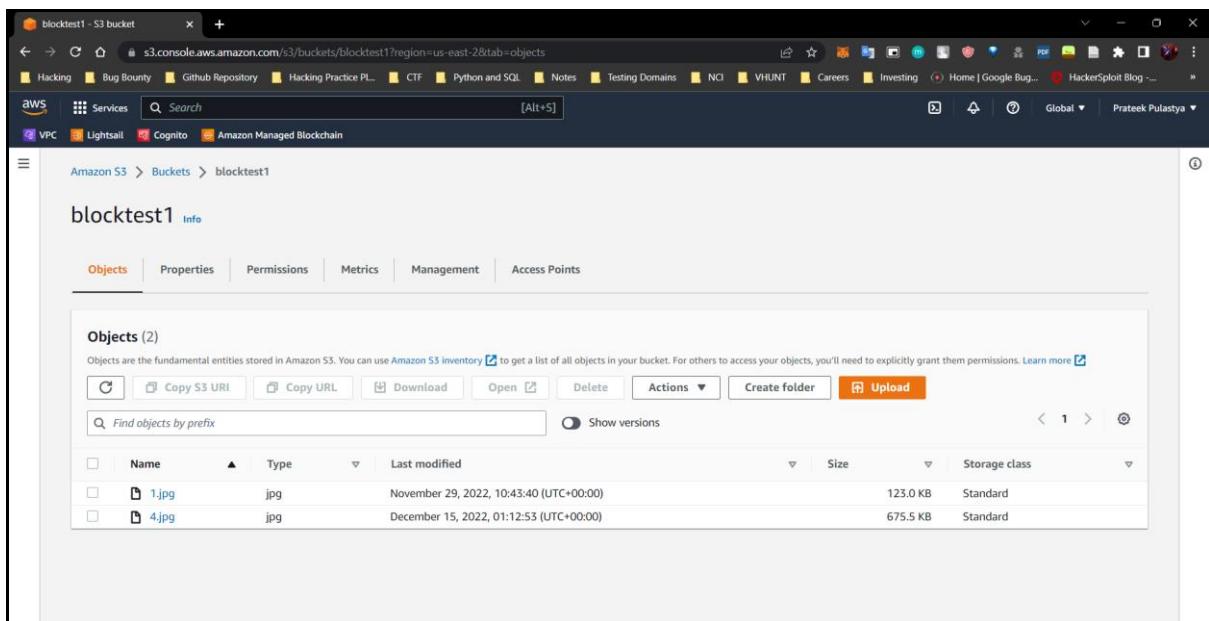 blocktest1 - S3 bucket
s3.console.aws.amazon.com/s3/buckets/blocktest1?region=us-east-2&tab=objects
Hacking Bug Bounty Github Repository Hacking Practice PL... CTF Python and SQL Notes Testing Domains NCI VHUNT Careers Investing Home | Google Bug... HackerSploit Blog -... »
aws Services Search [Alt+S] Global Prateek Pulastya
VPC Lightsail Cognito Amazon Managed Blockchain
Amazon S3 > Buckets > blocktest1
blocktest1 Info
Objects Properties Permissions Metrics Management Access Points
Objects (2)
Objects are the fundamental entities stored in Amazon S3. You can use Amazon S3 inventory to get a list of all objects in your bucket. For others to access your objects, you'll need to explicitly grant them permissions. Learn more
Copy S3 URI Copy URL Download Open Delete Actions Create folder Upload
Find objects by prefix Show versions < 1 >
Name Type Last modified Size Storage class
1.jpg jpg November 29, 2022, 10:43:40 (UTC+00:00) 123.0 KB Standard
4.jpg jpg December 15, 2022, 01:12:53 (UTC+00:00) 675.5 KB Standard